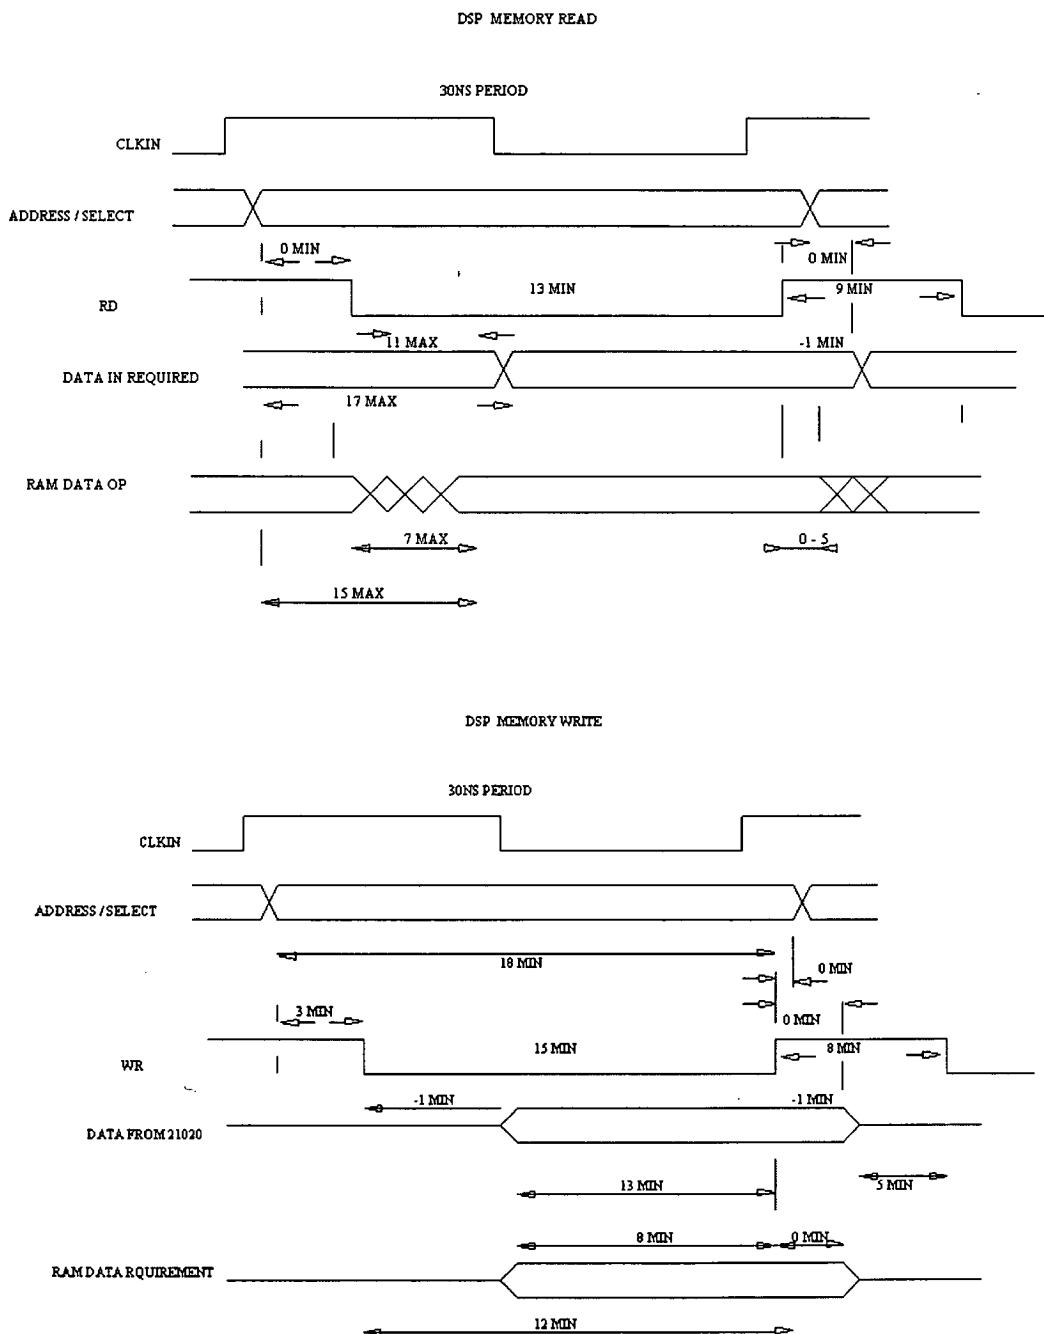 DSP MEMORY READ
30NS PERIOD
CLKIN
ADDRESS / SELECT
0 MIN
0 MIN
RD
13 MIN
9 MIN
11 MAX
-1 MIN
DATA IN REQUIRED
17 MAX
RAM DATA OP
7 MAX
0 - 5
15 MAX
DSP MEMORY WRITE
30NS PERIOD
CLKIN
ADDRESS / SELECT
18 MIN
0 MIN
3 MIN
0 MIN
WR
15 MIN
8 MIN
-1 MIN
-1 MIN
DATA FROM 21020
13 MIN
5 MIN
8 MIN
0 MIN
RAM DATA RQUIREMENT
12 MIN